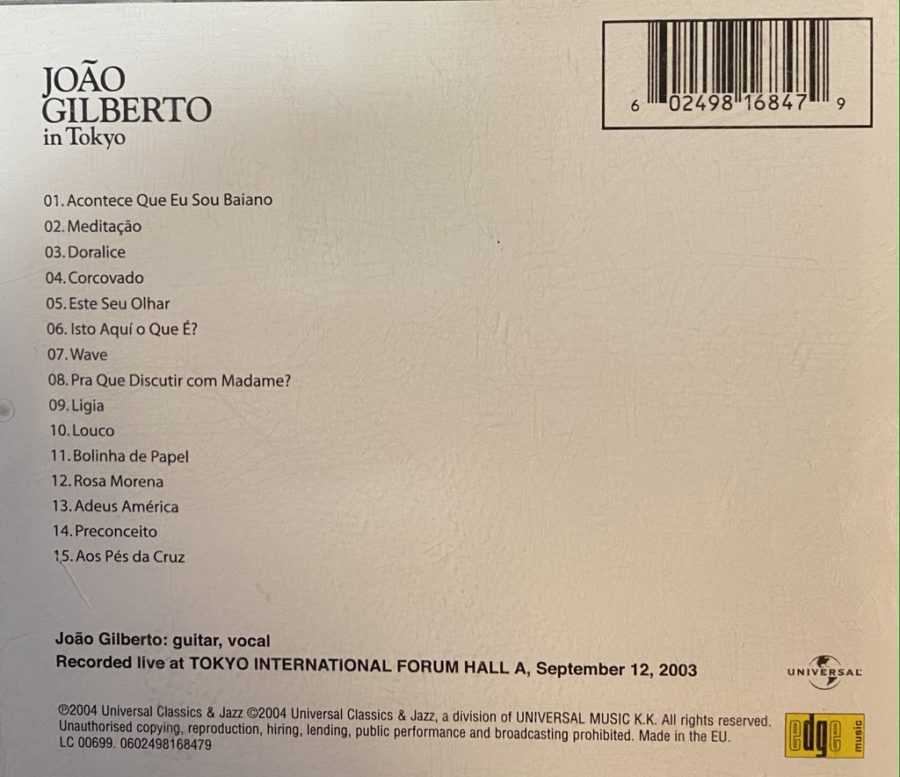 JOÃO
GILBERTO
in Tokyo
6 02498 16847 9
01. Acontece Que Eu Sou Baiano
02. Meditação
03. Doralice
04. Corcovado
05. Este Seu Olhar
06. Isto Aquí o Que É?
07. Wave
08. Pra Que Discutir com Madame?
09. Ligia
10. Louco
11. Bolinha de Papel
12. Rosa Morena
13. Adeus América
14. Preconceito
15. Aos Pés da Cruz
João Gilberto: guitar, vocal
Recorded live at TOKYO INTERNATIONAL FORUM HALL A, September 12, 2003
UNIVERSAL
℗2004 Universal Classics & Jazz ©2004 Universal Classics & Jazz, a division of UNIVERSAL MUSIC K.K. All rights reserved.
Unauthorised copying, reproduction, hiring, lending, public performance and broadcasting prohibited. Made in the EU.
LC 00699. 0602498168479
edge music